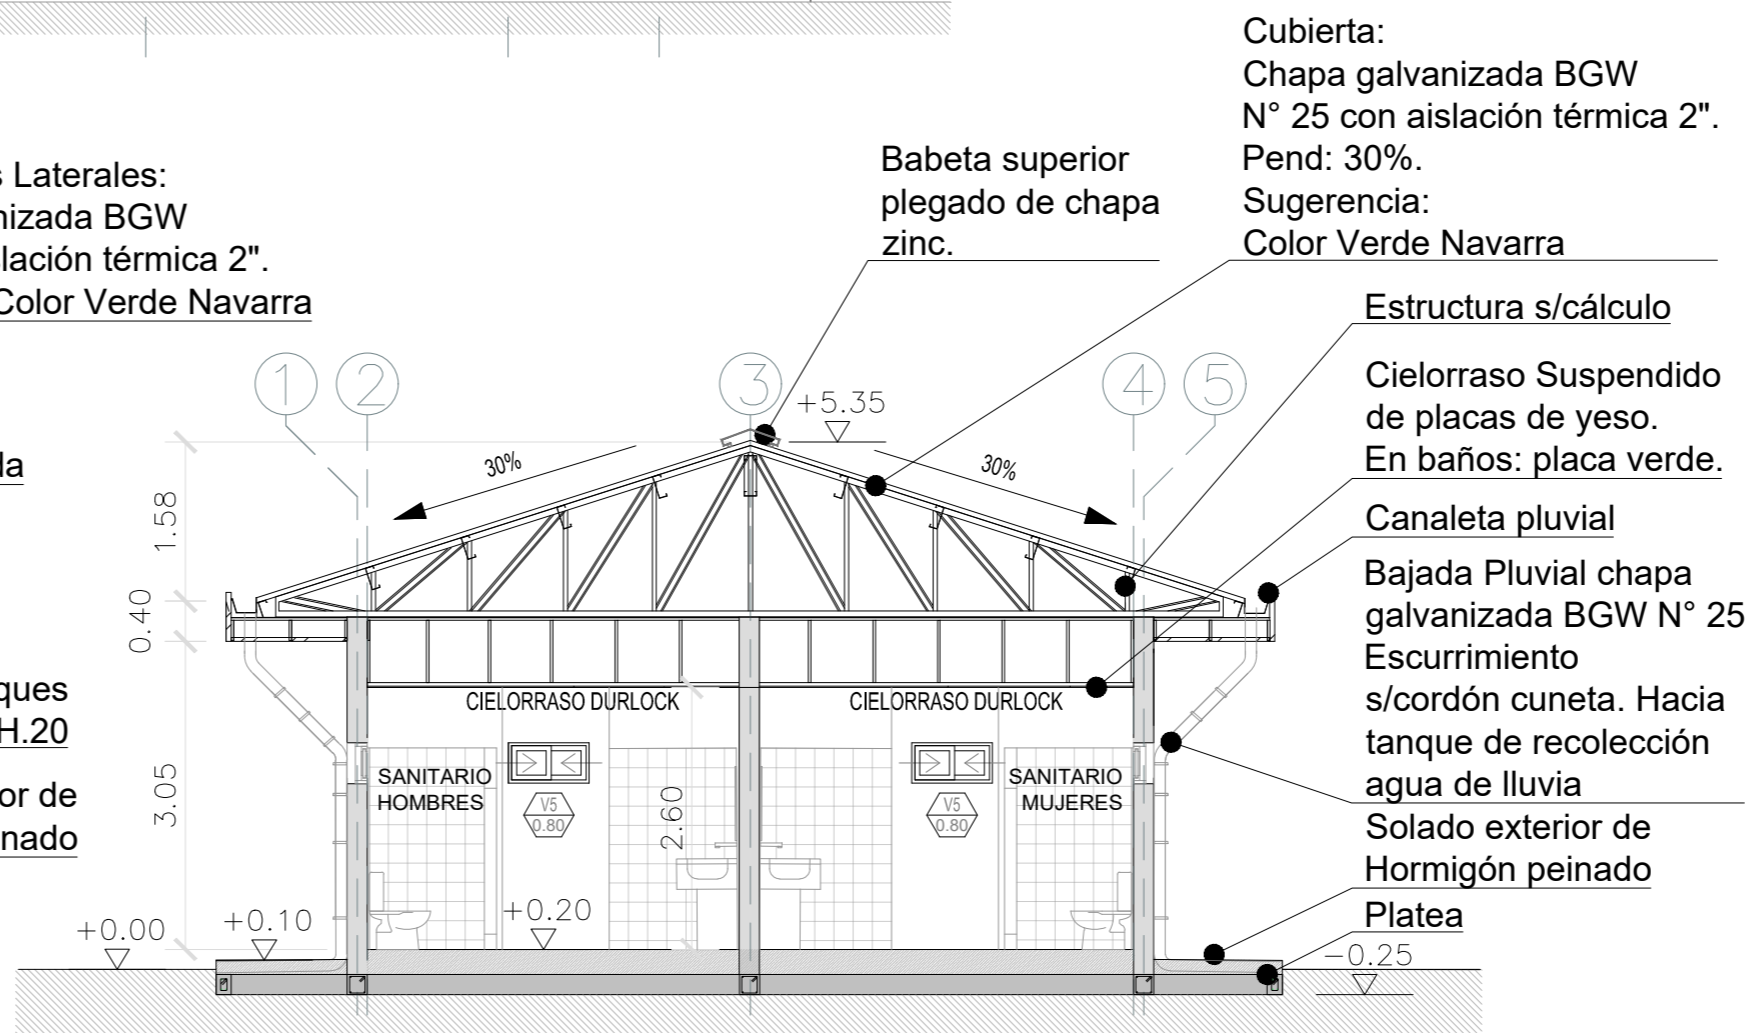 Cubierta:
Chapa galvanizada BGW
N° 25 con aislación térmica 2".
Pend: 30%.
Sugerencia:
Color Verde Navarra
Babeta superior
plegado de chapa
zinc.
s Laterales:
nizada BGW
lación térmica 2".
Color Verde Navarra
Estructura s/cálculo
Cielorraso Suspendido
de placas de yeso.
En baños: placa verde.
Canaleta pluvial
Bajada Pluvial chapa
galvanizada BGW N° 25
Escurrimiento
s/cordón cuneta. Hacia
tanque de recolección
agua de lluvia
Solado exterior de
Hormigón peinado
Platea
1
2
3
4
5
+5.35
30%
30%
da
1.58
0.40
3.05
ques
H.20
or de
nado
CIELORRASO DURLOCK
CIELORRASO DURLOCK
SANITARIO
HOMBRES
V5
0.80
2.60
V5
0.80
SANITARIO
MUJERES
+0.00
+0.10
+0.20
-0.25